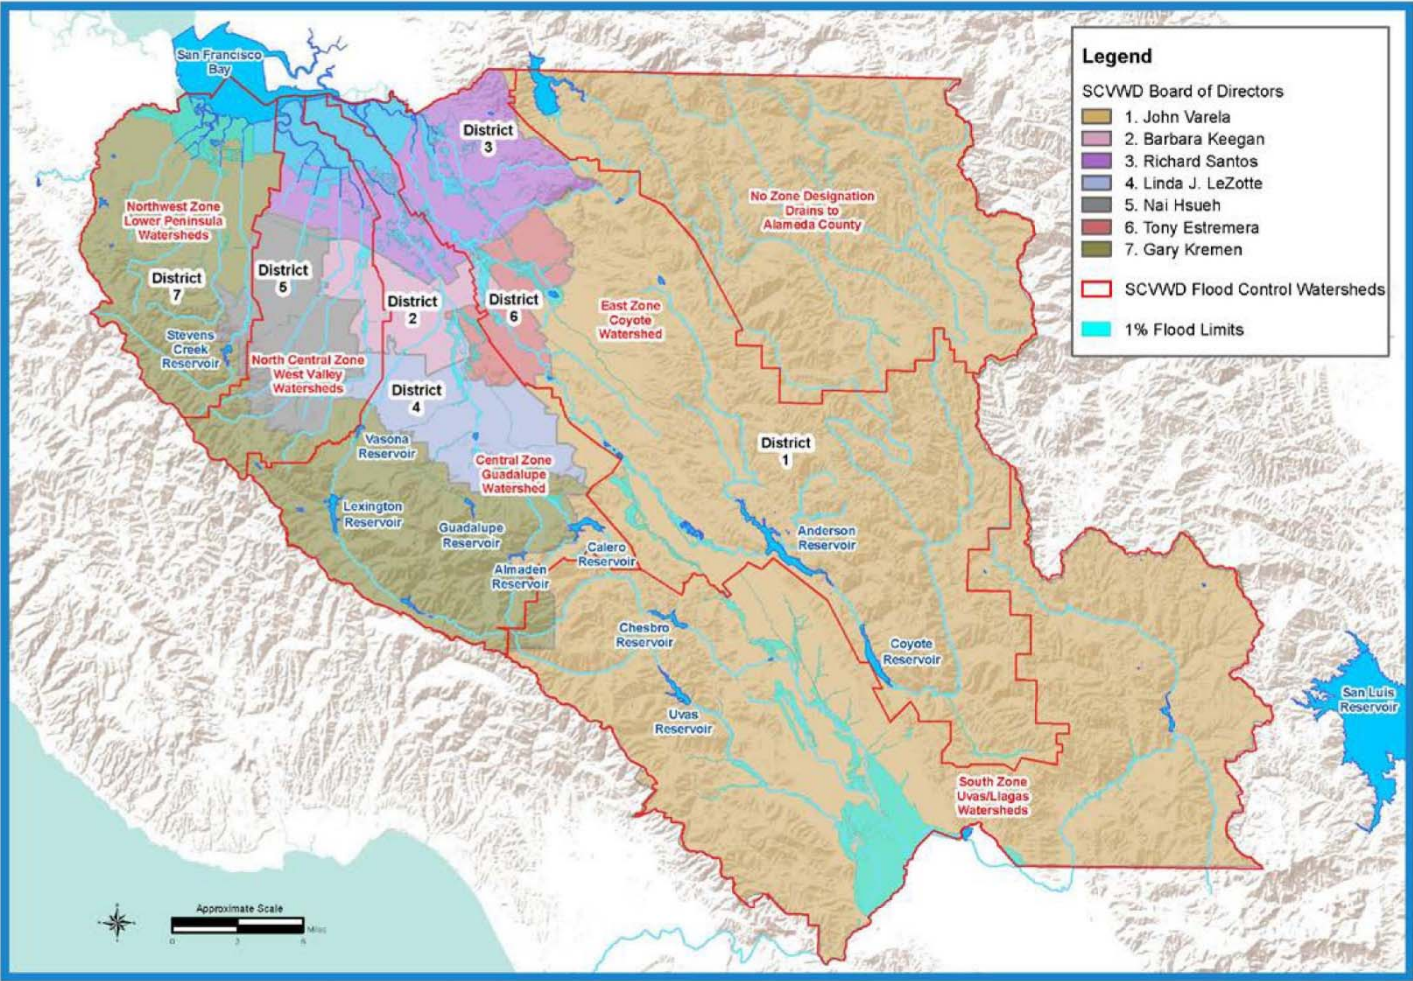 San Francisco
Bay
Legend
SCVWD Board of Directors
1. John Varela
2. Barbara Keegan
3. Richard Santos
4. Linda J. LeZotte
5. Nai Hsueh
6. Tony Estremera
7. Gary Kremen
SCVWD Flood Control Watersheds
1% Flood Limits
District
3
No Zone Designation
Drains to
Alameda County
Northwest Zone
Lower Peninsula
Watersheds
District
7
District
5
District
2
District
6
East Zone
Coyote
Watershed
Stevens
Creek
Reservoir
North Central Zone
West Valley
Watersheds
District
4
Vasona
Reservoir
District
1
Central Zone
Guadalupe
Watershed
Lexington
Reservoir
Guadalupe
Reservoir
Anderson
Reservoir
Calero
Reservoir
Almaden
Reservoir
Chesbro
Reservoir
Coyote
Reservoir
Uvas
Reservoir
San Luis
Reservoir
South Zone
Uvas/Llagas
Watersheds
Approximate Scale
Miles
0